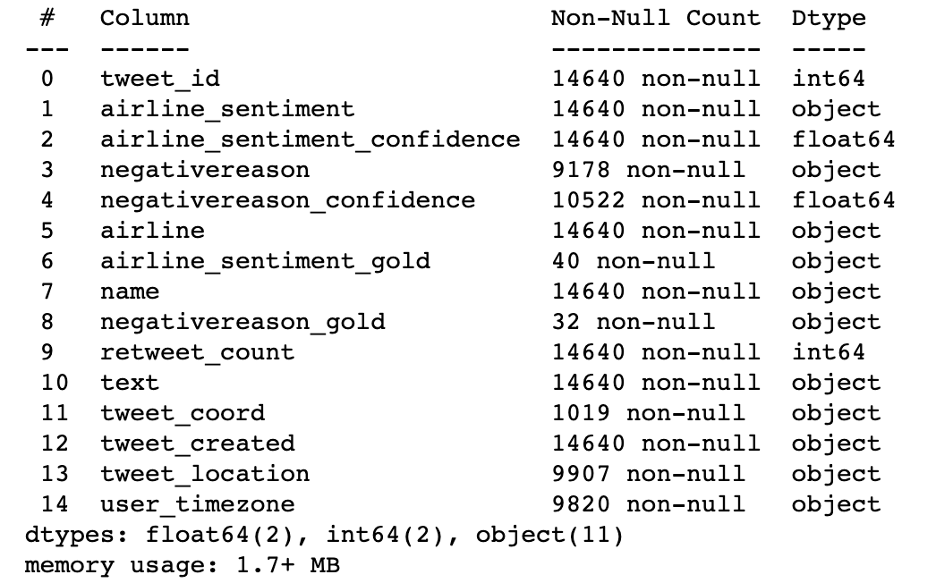 #   Column                        Non-Null Count  Dtype
---  ------                        --------------  -----
 0   tweet_id                      14640 non-null  int64
 1   airline_sentiment             14640 non-null  object
 2   airline_sentiment_confidence  14640 non-null  float64
 3   negativereason                9178 non-null   object
 4   negativereason_confidence     10522 non-null  float64
 5   airline                       14640 non-null  object
 6   airline_sentiment_gold        40 non-null     object
 7   name                          14640 non-null  object
 8   negativereason_gold           32 non-null     object
 9   retweet_count                 14640 non-null  int64
 10  text                          14640 non-null  object
 11  tweet_coord                   1019 non-null   object
 12  tweet_created                 14640 non-null  object
 13  tweet_location                9907 non-null   object
 14  user_timezone                 9820 non-null   object
dtypes: float64(2), int64(2), object(11)
memory usage: 1.7+ MB